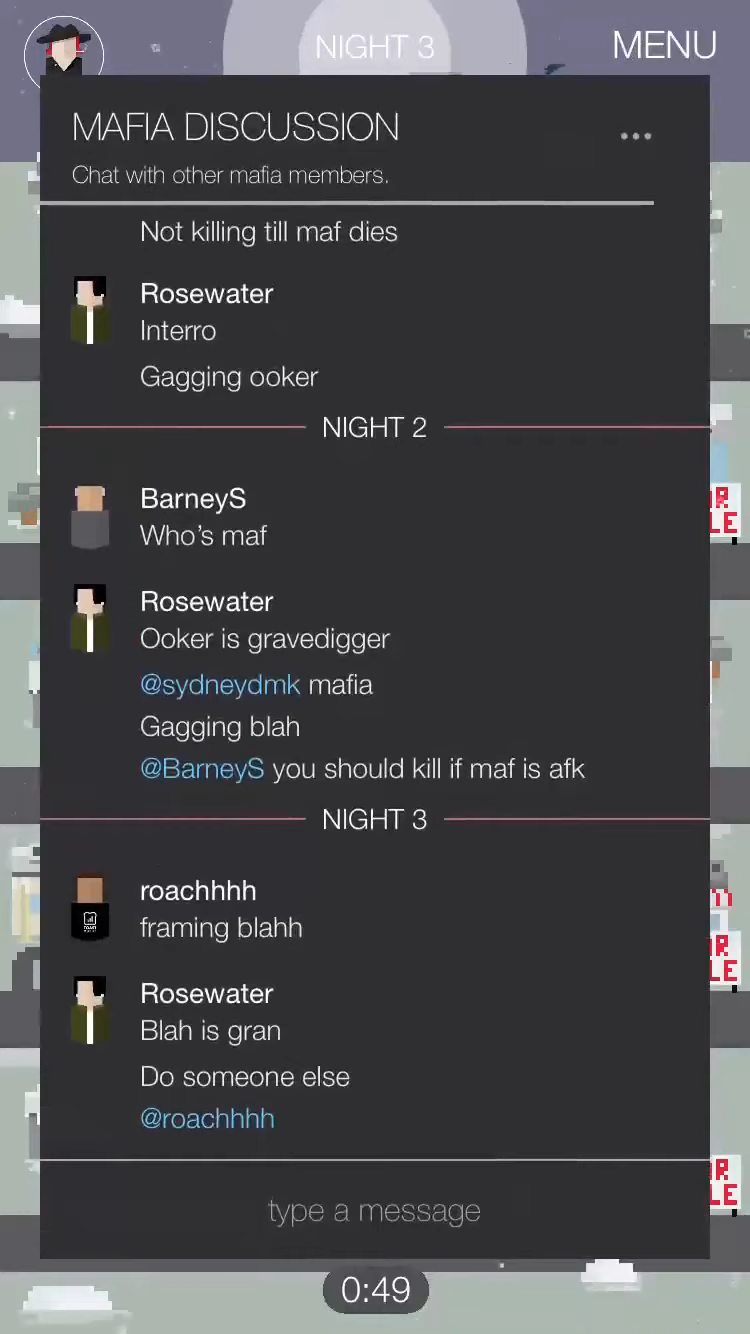 NIGHT 3
MENU
MAFIA DISCUSSION
Chat with other mafia members.
Not killing till maf dies
Rosewater
Interro
Gagging ooker
NIGHT 2
BarneyS
Who's maf
Rosewater
Ooker is gravedigger
@sydneydmk mafia
Gagging blah
@BarneyS you should kill if maf is afk
NIGHT 3
roachhhh
framing blahh
Rosewater
Blah is gran
Do someone else
@roachhhh
type a message
0:49